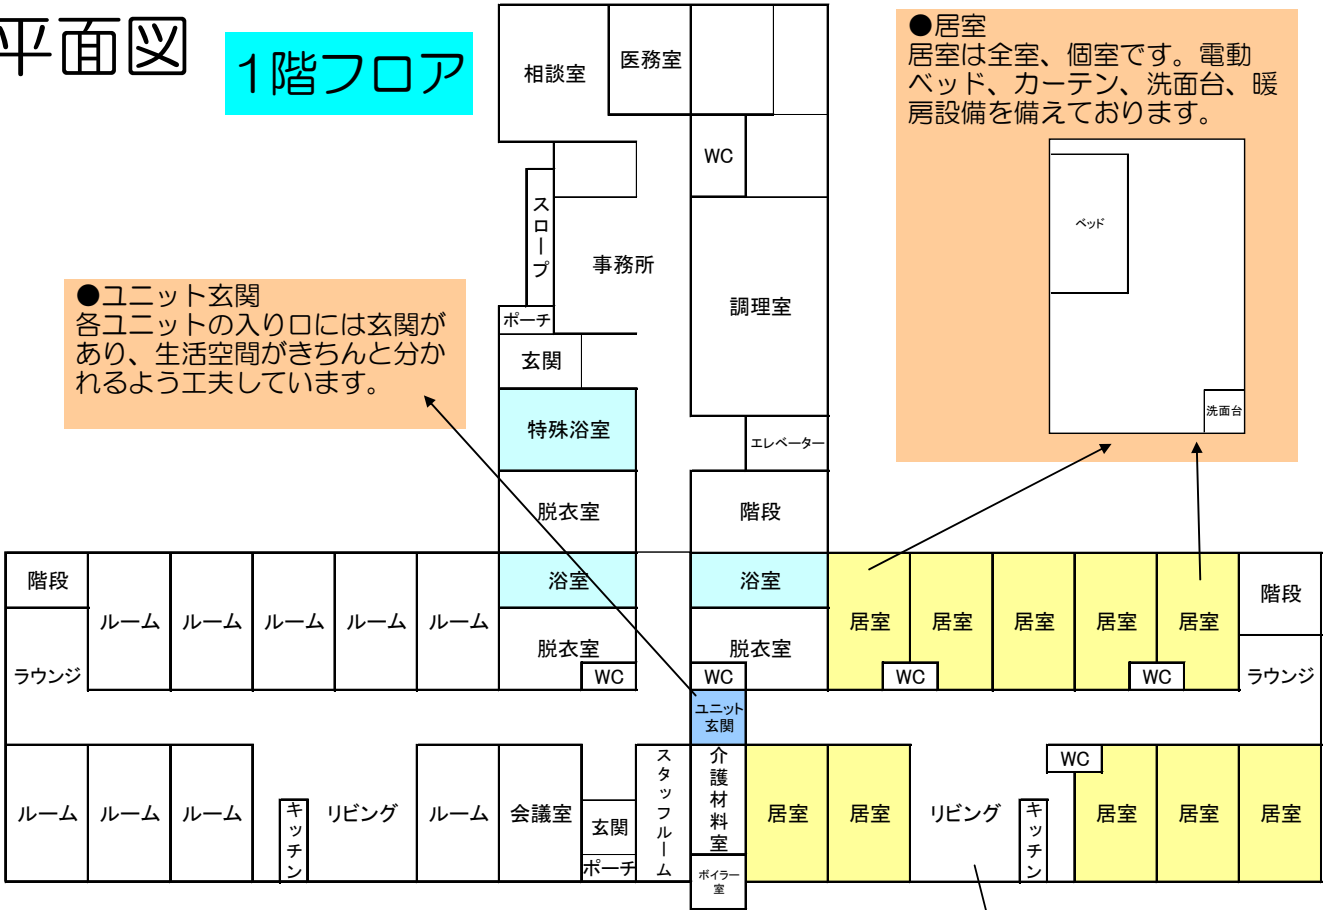 平面図
1階フロア
●居室
居室は全室、個室です。電動
ベッド、カーテン、洗面台、暖
房設備を備えております。
ベッド
洗面台
●ユニット玄関
各ユニットの入り口には玄関が
あり、生活空間がきちんと分か
れるよう工夫しています。
相談室
医務室
WC
スロープ
事務所
調理室
ポーチ
玄関
特殊浴室
エレベーター
脱衣室
階段
階段
浴室
浴室
階段
ルーム
ルーム
ルーム
ルーム
ルーム
居室
居室
居室
居室
居室
脱衣室
脱衣室
ラウンジ
WC
WC
WC
WC
ラウンジ
ユニット
玄関
ルーム
ルーム
ルーム
キッチン
リビング
ルーム
会議室
玄関
ポーチ
スタッフルーム
介護材料室
ボイラー
室
居室
居室
リビング
キッチン
WC
居室
居室
居室